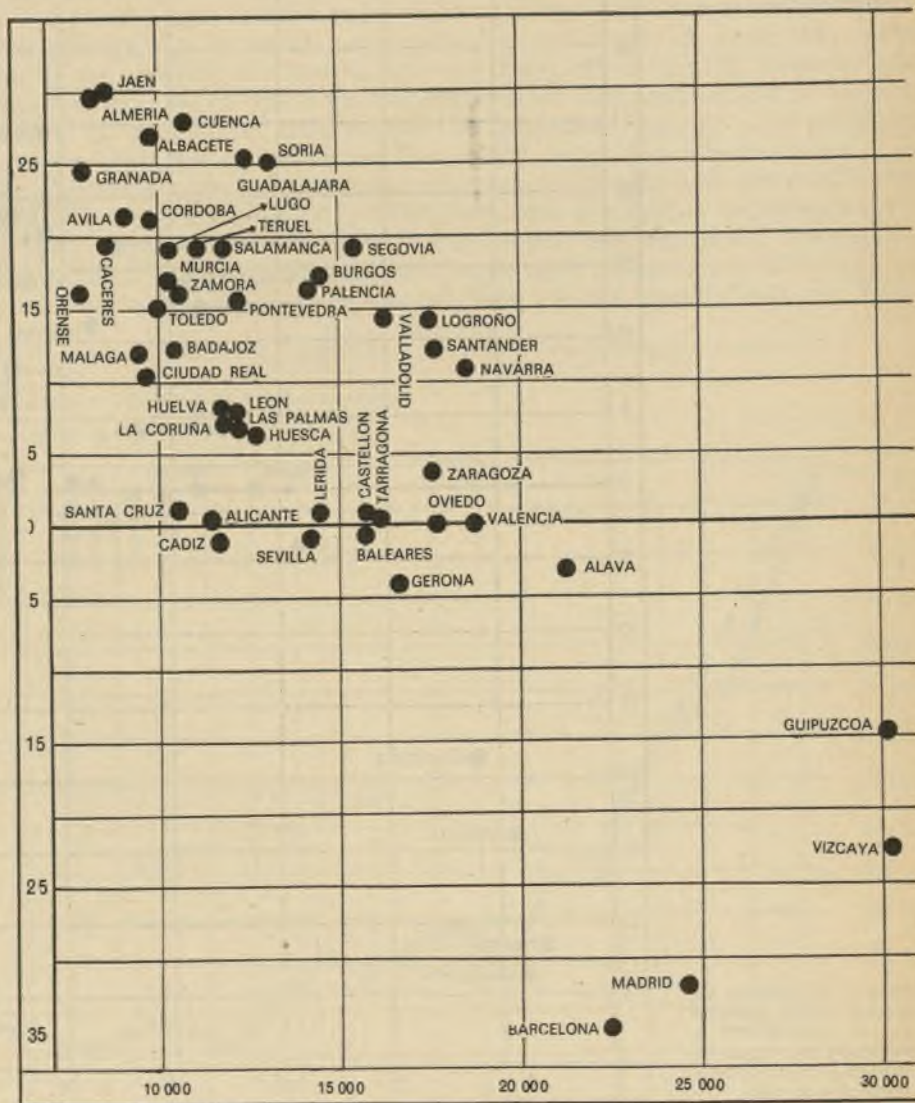 JAEN
ALMERIA
CUENCA
ALBACETE
SORIA
25
GRANADA
GUADALAJARA
LUGO
AVILA
CORDOBA
TERUEL
SALAMANCA
SEGOVIA
MURCIA
CACERES
BURGOS
ZAMORA
PALENCIA
ORENSE
15
PONTEVEDRA
TOLEDO
VALLADOLID
LOGROÑO
MALAGA
BADAJOZ
SANTANDER
CIUDAD REAL
NAVARRA
HUELVA
LEON
LAS PALMAS
LA CORUÑA
HUESCA
5
LERIDA
CASTELLON
TARRAGONA
ZARAGOZA
OVIEDO
SANTA CRUZ
ALICANTE
VALENCIA
0
CADIZ
SEVILLA
BALEARES
GERONA
ALAVA
5
GUIPUZCOA
15
VIZCAYA
25
MADRID
BARCELONA
35
10 000
15 000
20 000
25 000
30 000